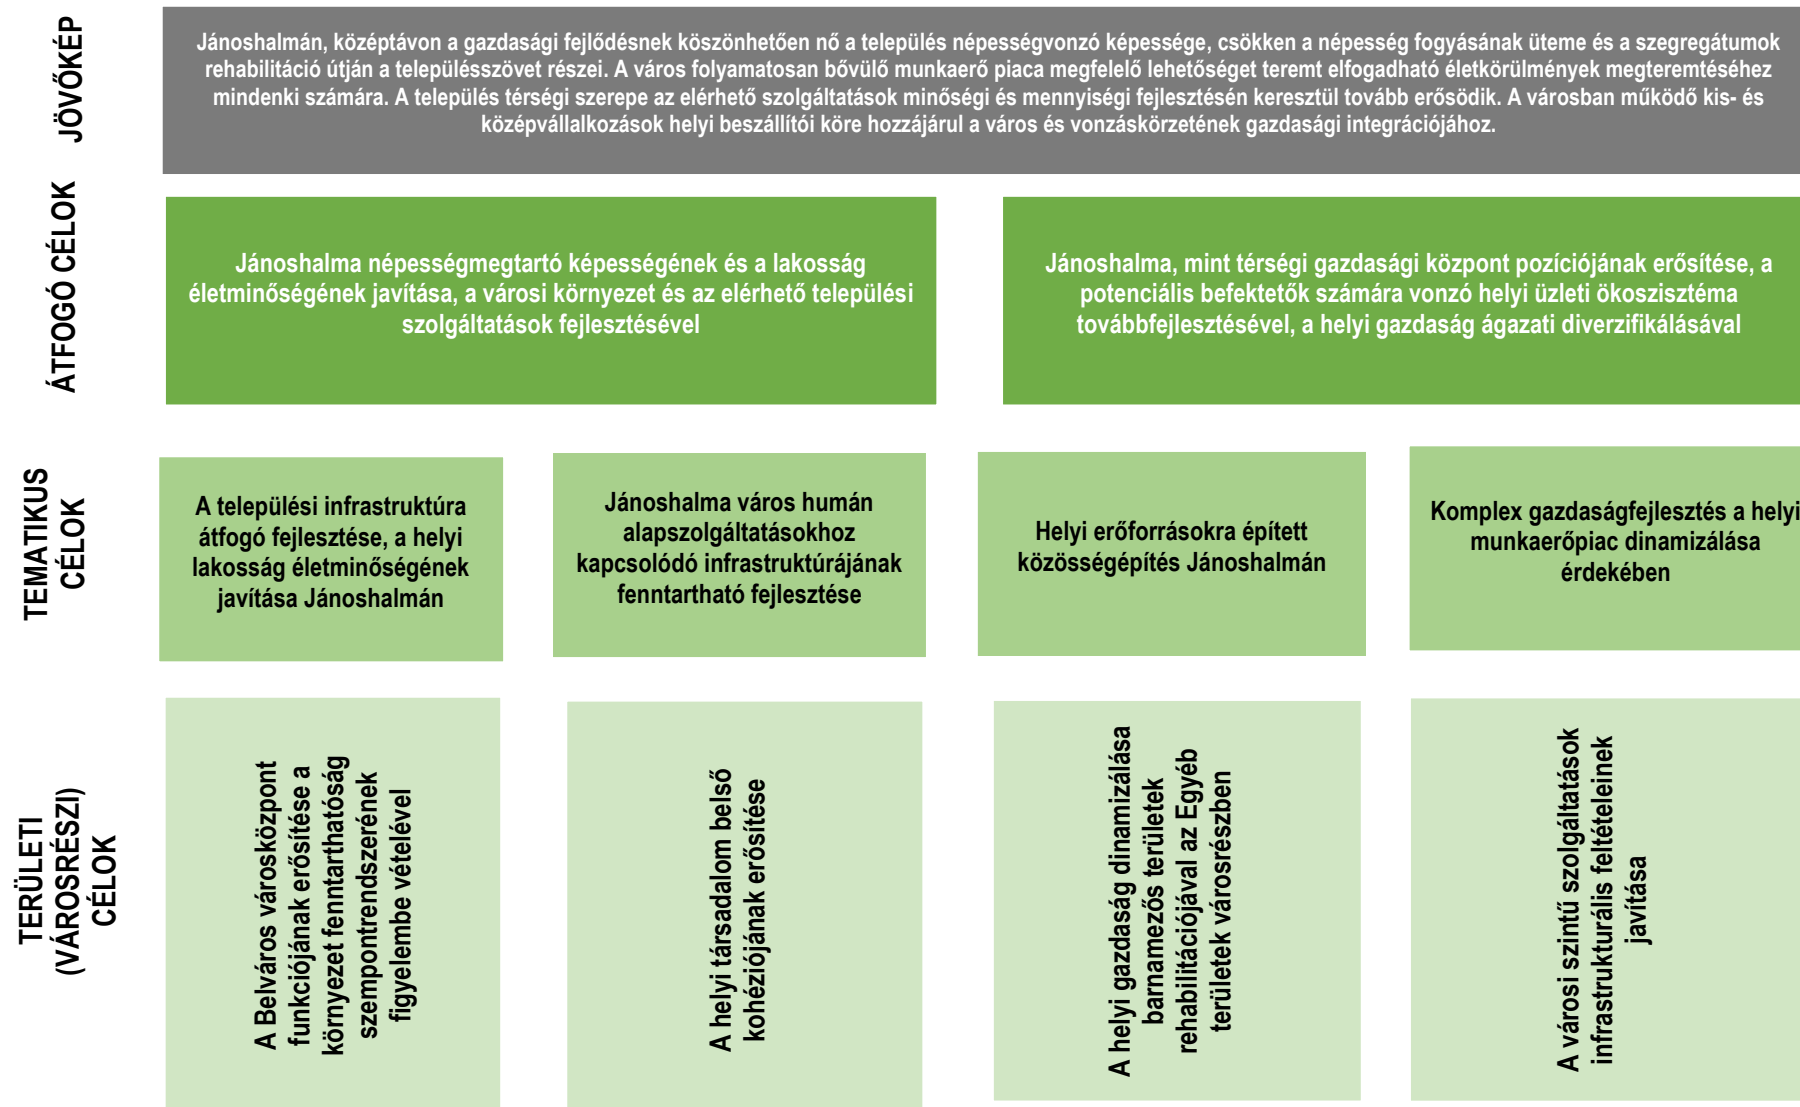 JÖVŐKÉP
Jánoshalmán, középtávon a gazdasági fejlődésnek köszönhetően nő a település népességvonzó képessége, csökken a népesség fogyásának üteme és a szegregátumok
rehabilitáció útján a településszövet részei. A város folyamatosan bővülő munkaerő piaca megfelelő lehetőséget teremt elfogadható életkörülmények megteremtéséhez
mindenki számára. A település térségi szerepe az elérhető szolgáltatások minőségi és mennyiségi fejlesztésén keresztül tovább erősödik. A városban működő kis- és
középvállalkozások helyi beszállítói köre hozzájárul a város és vonzáskörzetének gazdasági integrációjához.
ÁTFOGÓ CÉLOK
Jánoshalma népességmegtartó képességének és a lakosság
életminőségének javítása, a városi környezet és az elérhető települési
szolgáltatások fejlesztésével
Jánoshalma, mint térségi gazdasági központ pozíciójának erősítése, a
potenciális befektetők számára vonzó helyi üzleti ökoszisztéma
továbbfejlesztésével, a helyi gazdaság ágazati diverzifikálásával
TEMATIKUS
CÉLOK
A települési infrastruktúra
átfogó fejlesztése, a helyi
lakosság életminőségének
javítása Jánoshalmán
Jánoshalma város humán
alapszolgáltatásokhoz
kapcsolódó infrastruktúrájának
fenntartható fejlesztése
Helyi erőforrásokra épített
közösségépítés Jánoshalmán
Komplex gazdaságfejlesztés a helyi
munkaerőpiac dinamizálása
érdekében
TERÜLETI
(VÁROSRÉSZI)
CÉLOK
A Belváros városközpont
funkciójának erősítése a
környezet fenntarthatóság
szempontrendszerének
figyelembe vételével
A helyi társadalom belső
kohéziójának erősítése
A helyi gazdaság dinamizálása
barnamezős területek
rehabilitációjával az Egyéb
területek városrészben
A városi szintű szolgáltatások
infrastrukturális feltételeinek
javítása